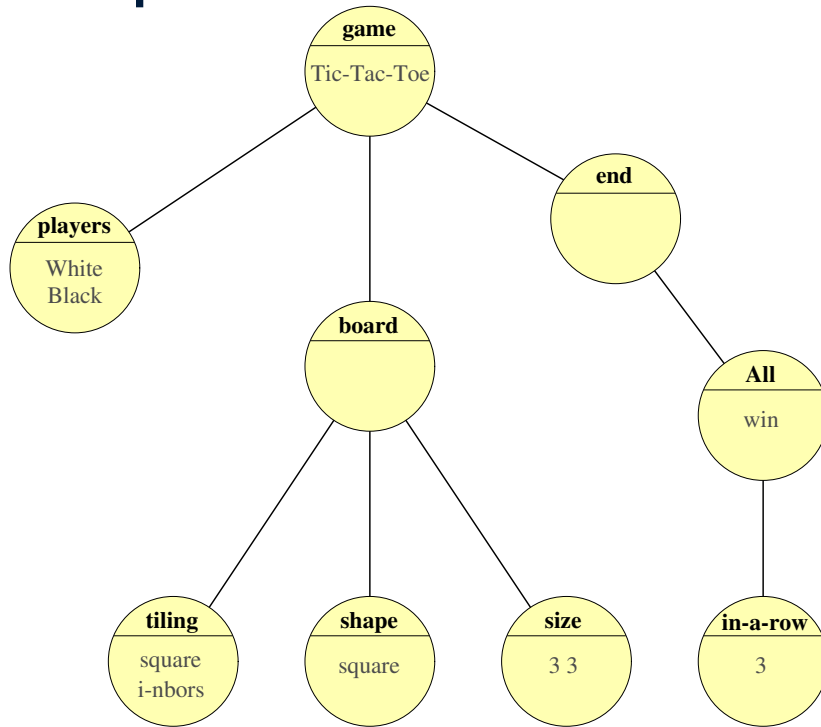 game
Tic-Tac-Toe
end
players
White
Black
board
All
win
tiling
square
i-nbors
shape
square
size
3 3
in-a-row
3